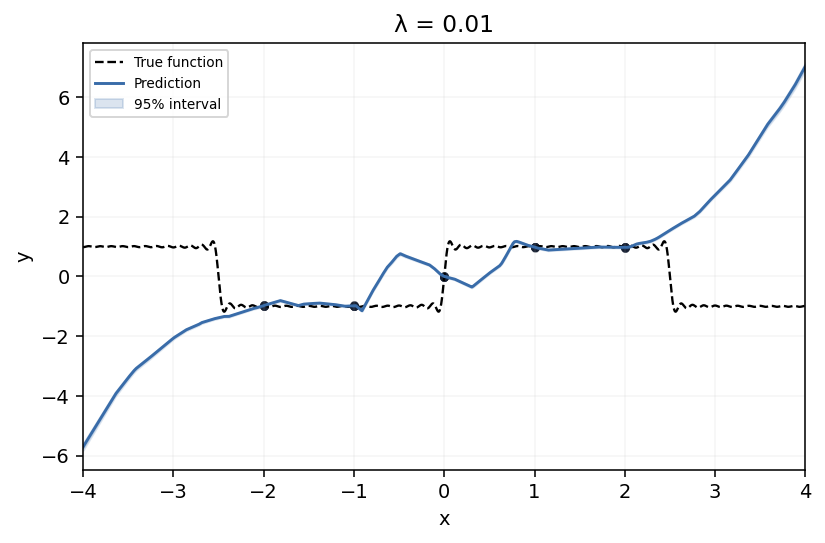 λ = 0.01
True function
Prediction
95% interval
6
4
2
0
−2
−4
−6
y
−4 −3 −2 −1 0 1 2 3 4
x